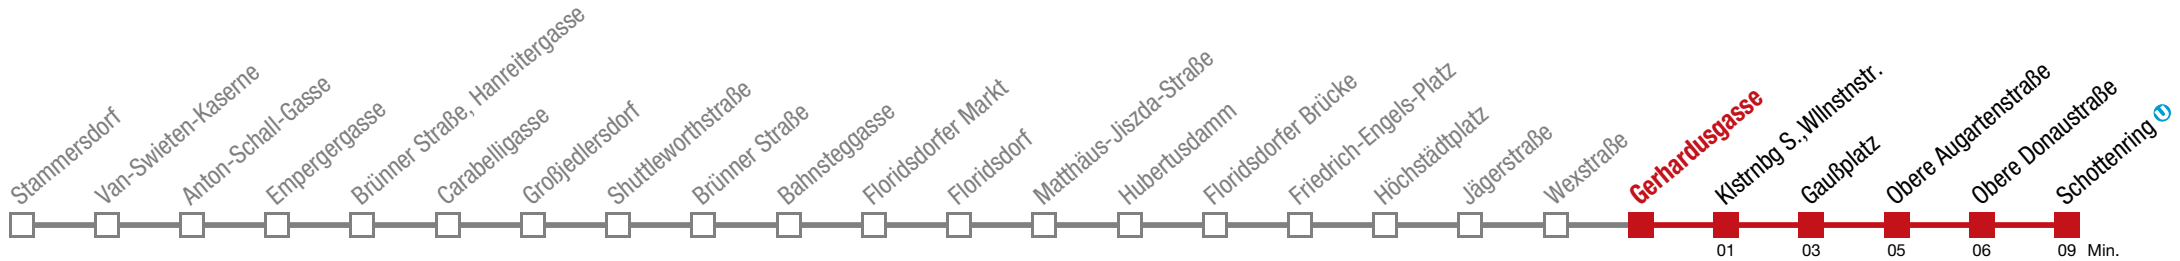 Stammersdorf
Van-Swieten-Kaserne
Anton-Schall-Gasse
Empergergasse
Brünner Straße, Hanreitergasse
Carabelligasse
Großjedlersdorf
Shuttleworthstraße
Brünner Straße
Bahnsteggasse
Floridsdorfer Markt
Floridsdorf
Matthäus-Jiszda-Straße
Hubertusdamm
Floridsdorfer Brücke
Friedrich-Engels-Platz
Höchstädtplatz
Jägerstraße
Wexstraße
Gerhardusgasse
Klstrnbg S.,Wllnstnstr.
Gaußplatz
Obere Augartenstraße
Obere Donaustraße
Schottenring U
01 03 05 06 09 Min.